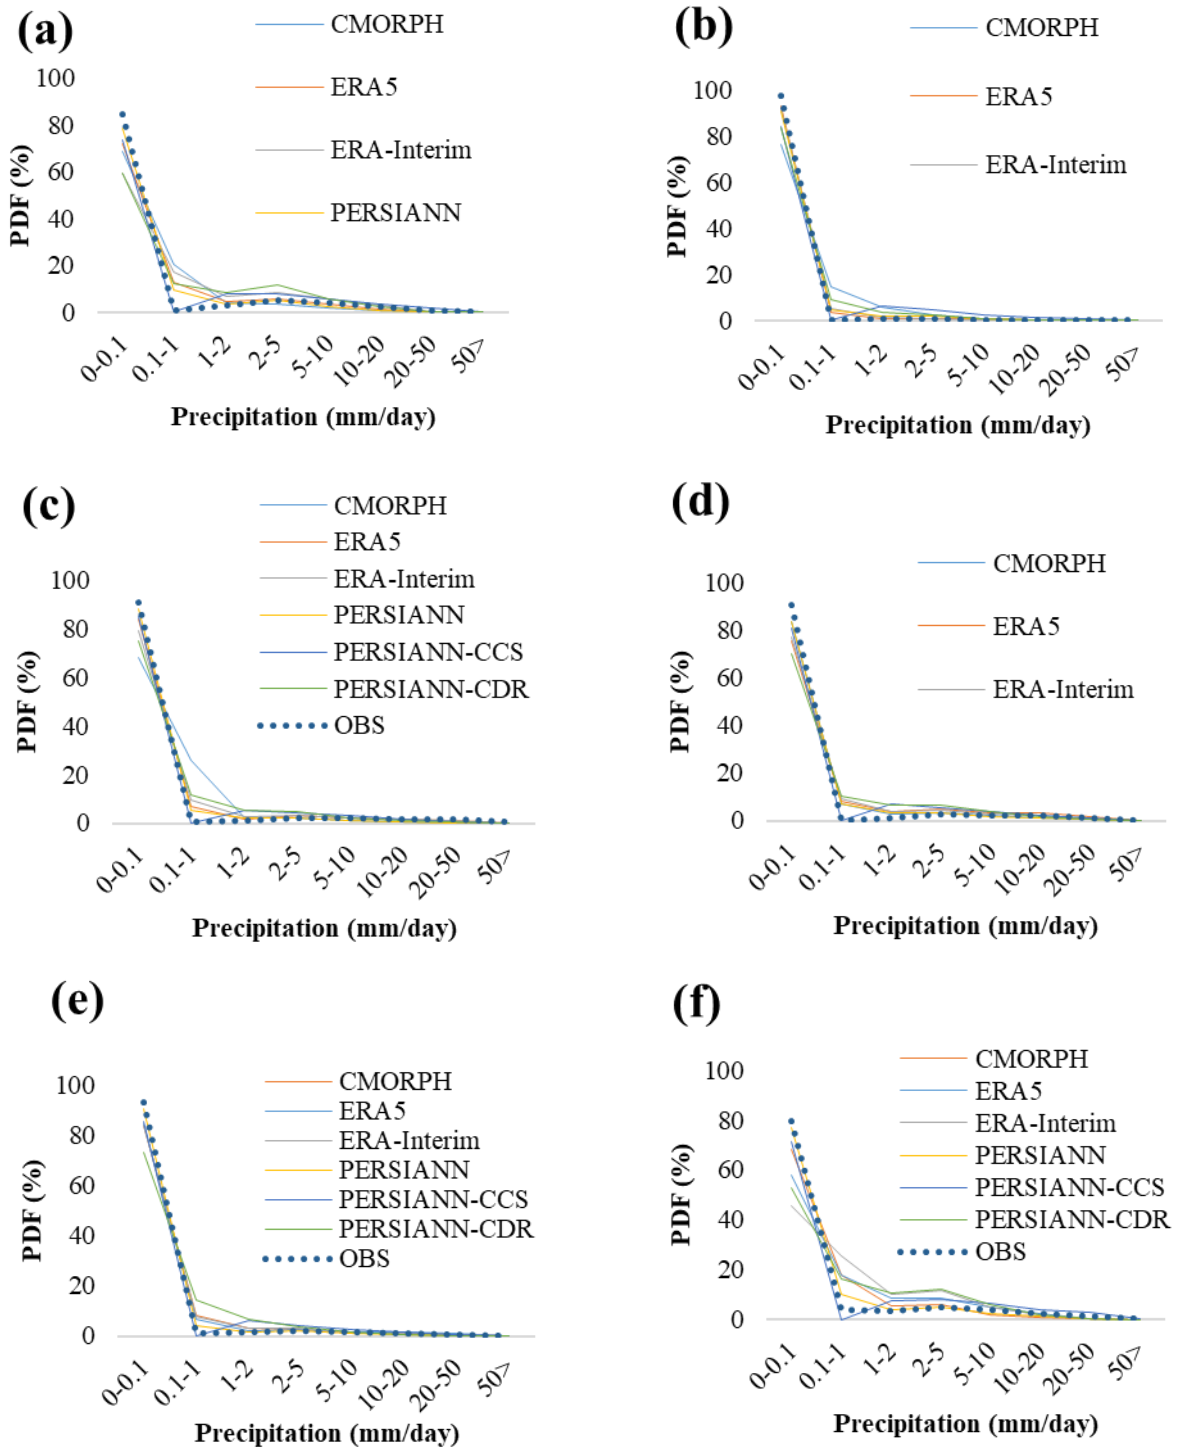 (a)
CMORPH
ERA5
ERA-Interim
PERSIANN
100
80
60
40
20
0
PDF (%)
0-0.1
0.1-1
1-2
2-5
5-10
10-20
20-50
50>
Precipitation (mm/day)
(b)
CMORPH
ERA5
ERA-Interim
100
80
60
40
20
0
PDF (%)
0-0.1
0.1-1
1-2
2-5
5-10
10-20
20-50
50>
Precipitation (mm/day)
(c)
CMORPH
ERA5
ERA-Interim
PERSIANN
PERSIANN-CCS
PERSIANN-CDR
OBS
100
80
60
40
20
0
PDF (%)
0-0.1
0.1-1
1-2
2-5
5-10
10-20
20-50
50>
Precipitation (mm/day)
(d)
CMORPH
ERA5
ERA-Interim
100
80
60
40
20
0
PDF (%)
0-0.1
0.1-1
1-2
2-5
5-10
10-20
20-50
50>
Precipitation (mm/day)
(e)
CMORPH
ERA5
ERA-Interim
PERSIANN
PERSIANN-CCS
PERSIANN-CDR
OBS
100
80
60
40
20
0
PDF (%)
0-0.1
0.1-1
1-2
2-5
5-10
10-20
20-50
50>
Precipitation (mm/day)
(f)
CMORPH
ERA5
ERA-Interim
PERSIANN
PERSIANN-CCS
PERSIANN-CDR
OBS
100
80
60
40
20
0
PDF (%)
0-0.1
0.1-1
1-2
2-5
5-10
10-20
20-50
50>
Precipitation (mm/day)